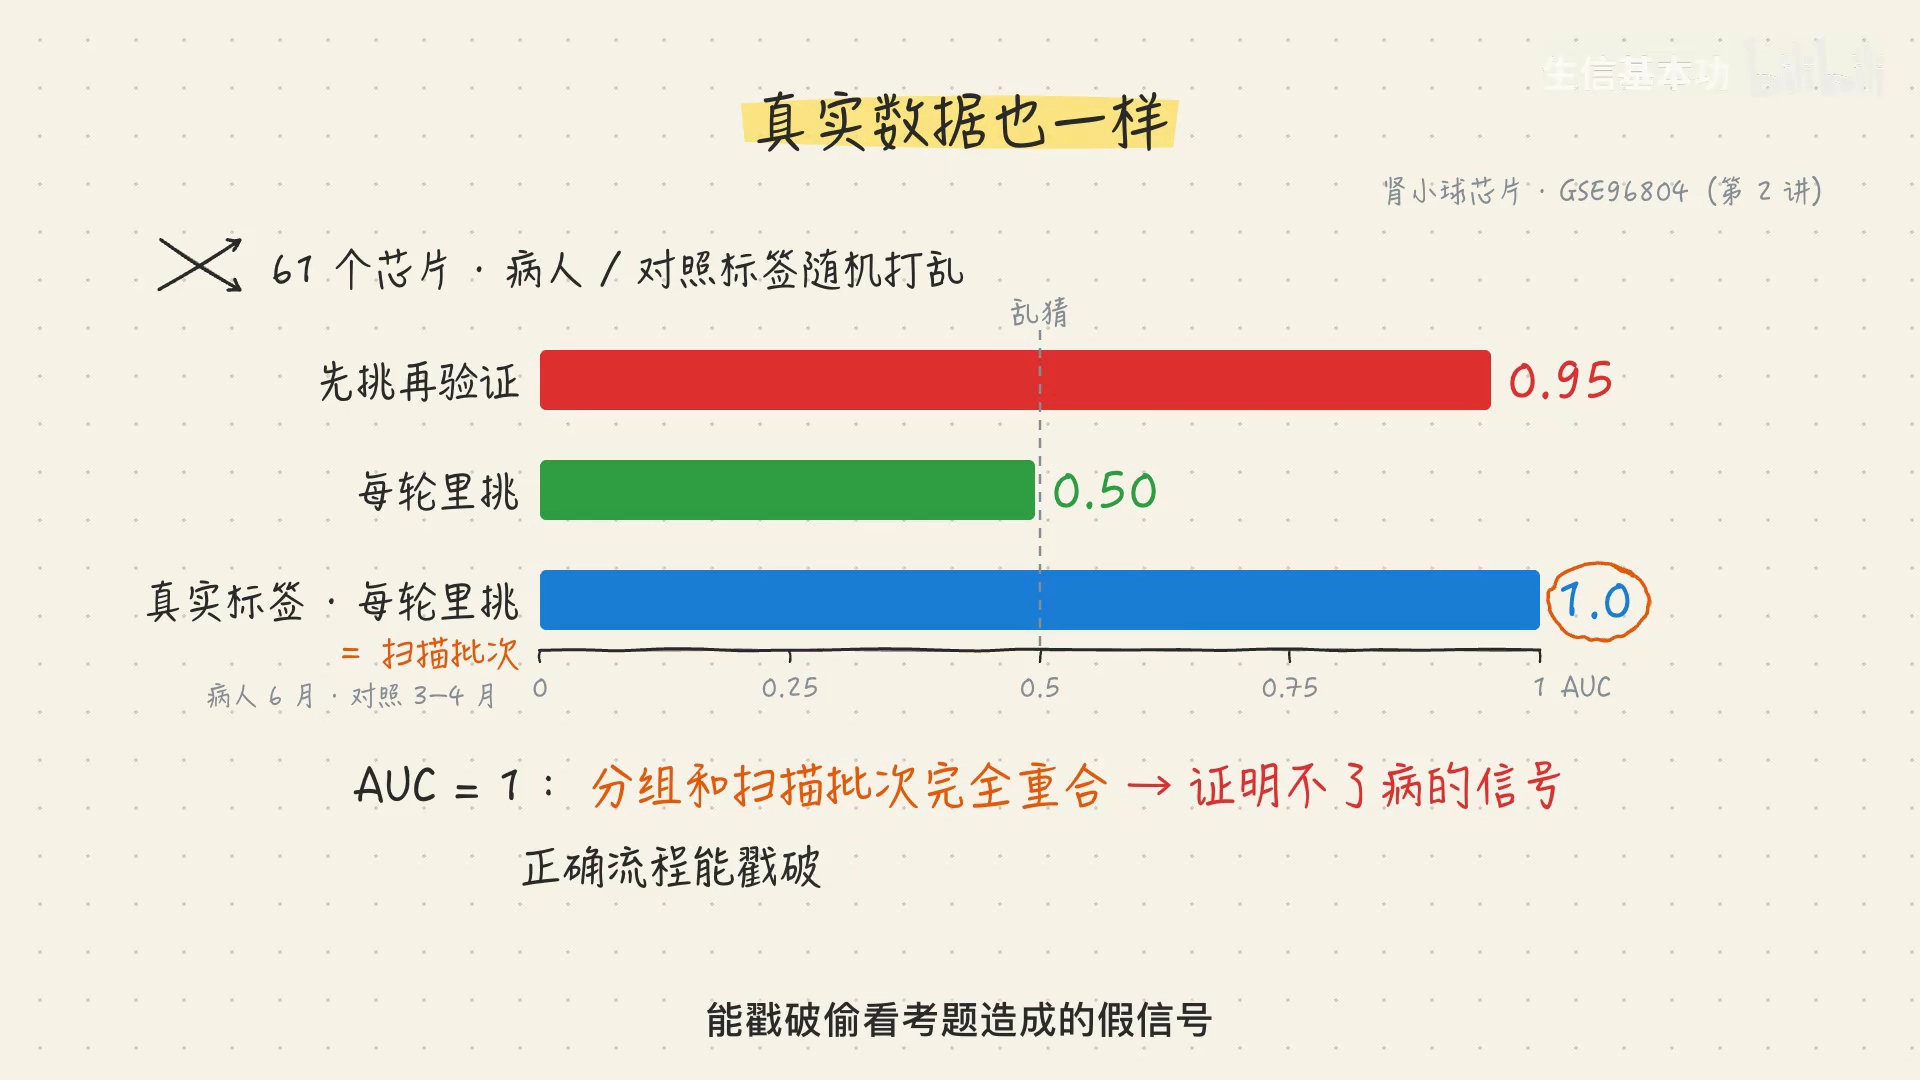 生信基本功 bilibili
真实数据也一样
肾小球芯片 · GSE96804 (第 2 讲)
61 个芯片 · 病人 / 对照标签随机打乱
乱猜
先挑再验证 0.95
每轮里挑 0.50
真实标签 · 每轮里挑 1.0
= 扫描批次
病人 6 月 · 对照 3-4 月
0 0.25 0.5 0.75 1 AUC
AUC = 1 : 分组和扫描批次完全重合 → 证明不了病的信号
正确流程能戳破
能戳破偷看考题造成的假信号